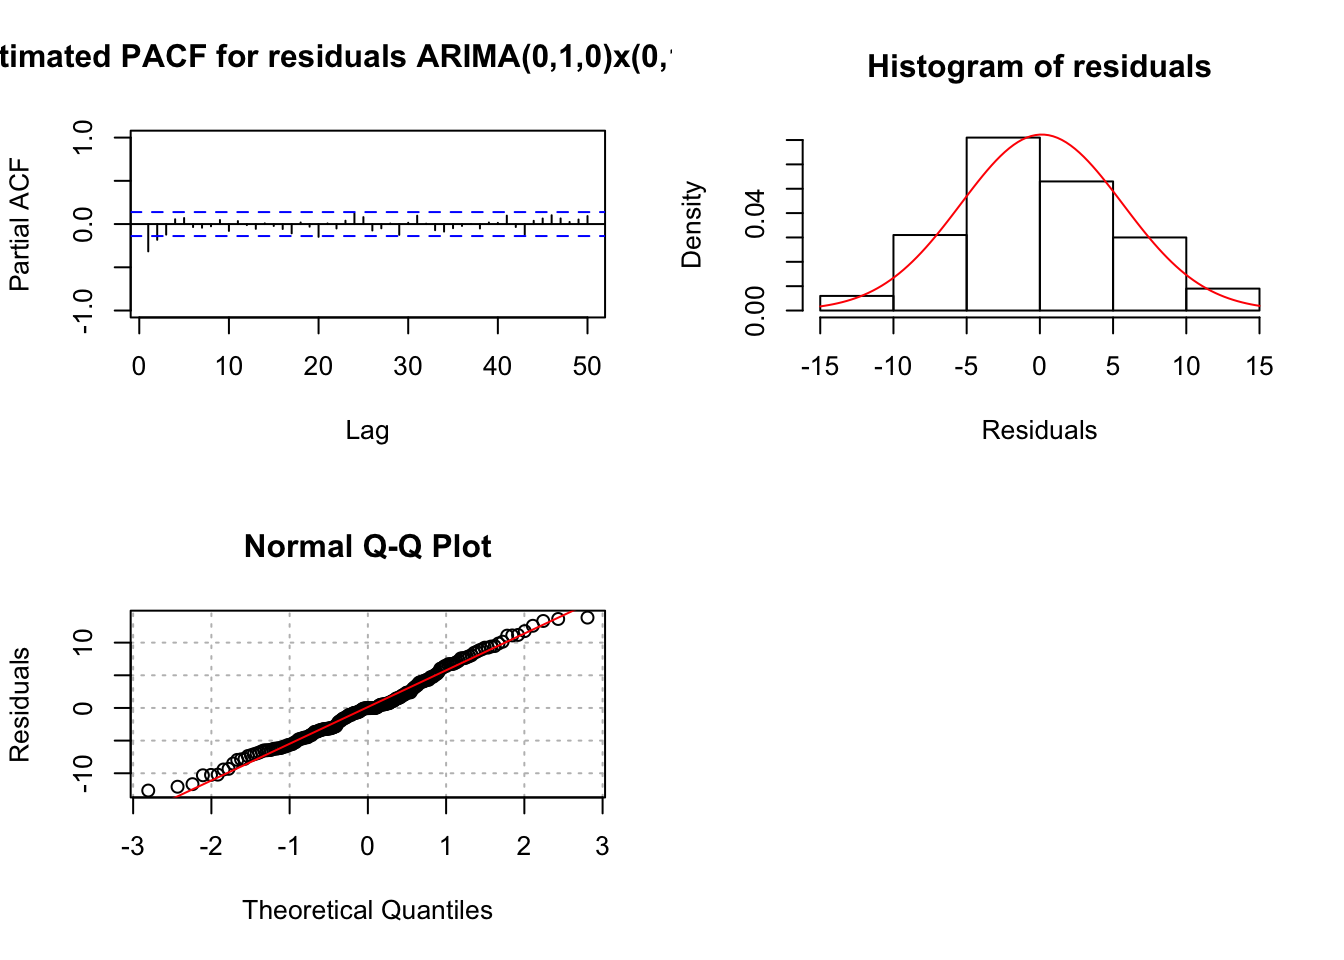 timated PACF for residuals ARIMA(0,1,0)x(0,
Partial ACF
1.0
0.0
-1.0
0 10 20 30 40 50
Lag
Histogram of residuals
Density
0.04
0.00
-15 -10 -5 0 5 10 15
Residuals
Normal Q-Q Plot
Residuals
10
0
-10
-3 -2 -1 0 1 2 3
Theoretical Quantiles